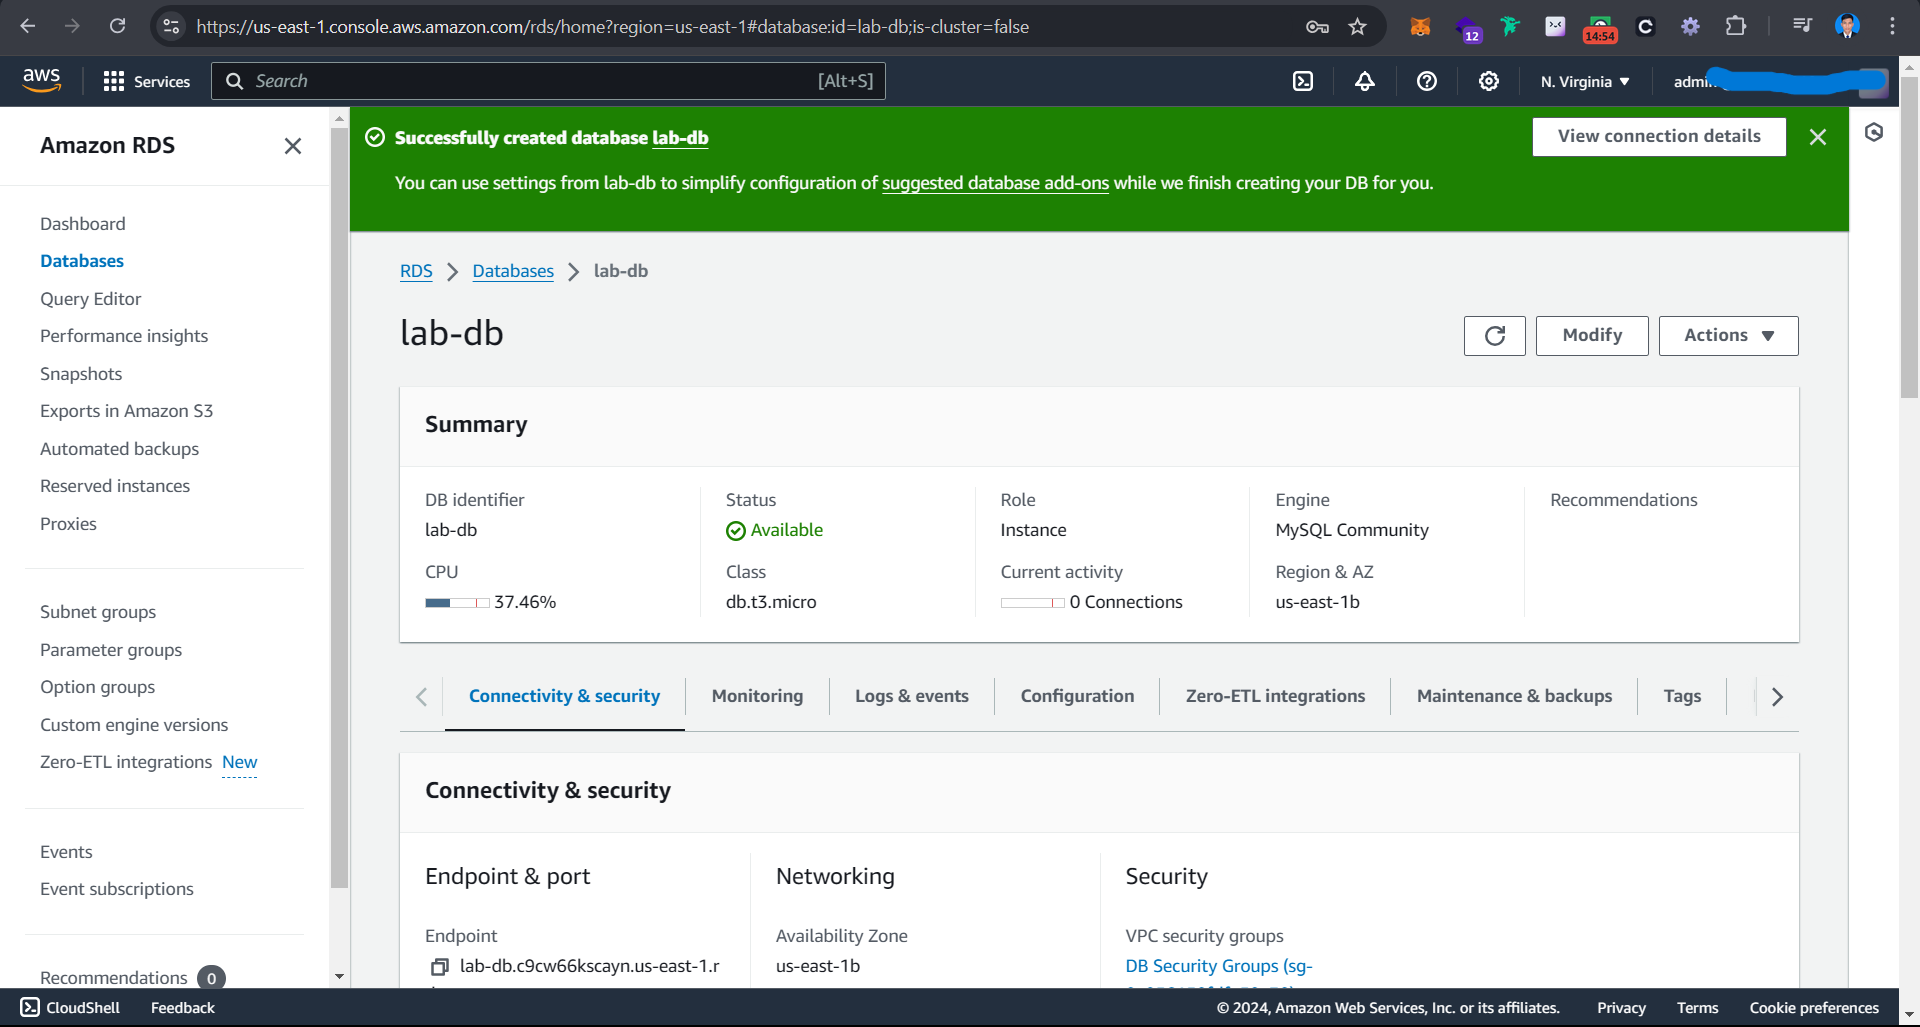 https://us-east-1.console.aws.amazon.com/rds/home?region=us-east-1#database:id=lab-db;is-cluster=false
12
14:54
aws
Services
Search
[Alt+S]
N. Virginia
Amazon RDS
Dashboard
Databases
Query Editor
Performance insights
Snapshots
Exports in Amazon S3
Automated backups
Reserved instances
Proxies
Subnet groups
Parameter groups
Option groups
Custom engine versions
Zero-ETL integrations New
Events
Event subscriptions
Recommendations 0
Successfully created database lab-db
View connection details
You can use settings from lab-db to simplify configuration of suggested database add-ons while we finish creating your DB for you.
RDS > Databases > lab-db
lab-db
Modify
Actions
Summary
DB identifier
lab-db
Status
Available
Role
Instance
Engine
MySQL Community
Recommendations
CPU
37.46%
Class
db.t3.micro
Current activity
0 Connections
Region & AZ
us-east-1b
Connectivity & security
Monitoring
Logs & events
Configuration
Zero-ETL integrations
Maintenance & backups
Tags
Connectivity & security
Endpoint & port
Endpoint
lab-db.c9cw66kscayn.us-east-1.r
Networking
Availability Zone
us-east-1b
Security
VPC security groups
DB Security Groups (sg-
CloudShell
Feedback
© 2024, Amazon Web Services, Inc. or its affiliates.
Privacy
Terms
Cookie preferences